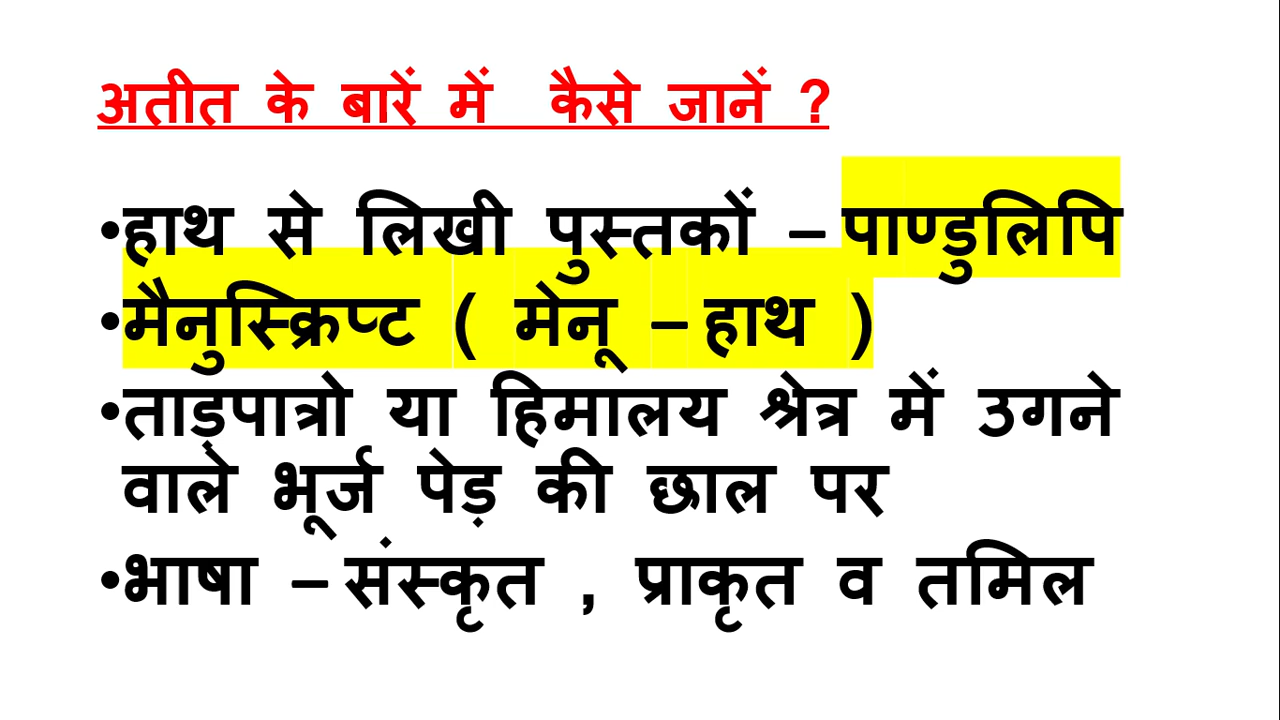 अतीत के बारें में कैसे जानें ?
•हाथ से लिखी पुस्तकों – पाण्डुलिपि
•मैनुस्क्रिप्ट ( मेनू – हाथ )
•ताड़पात्रो या हिमालय श्रेत्र में उगने
वाले भूर्ज पेड़ की छाल पर
•भाषा – संस्कृत , प्राकृत व तमिल